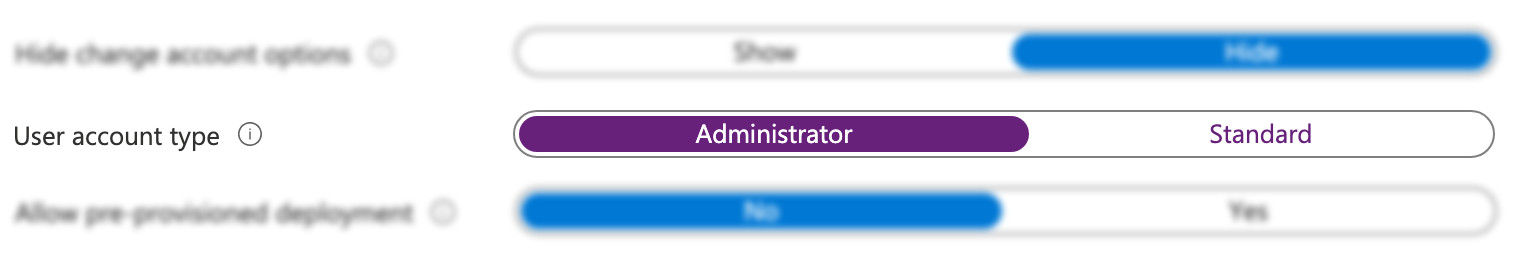 Hide change account options Show Hide
User account type Administrator Standard
Allow pre-provisioned deployment No Yes